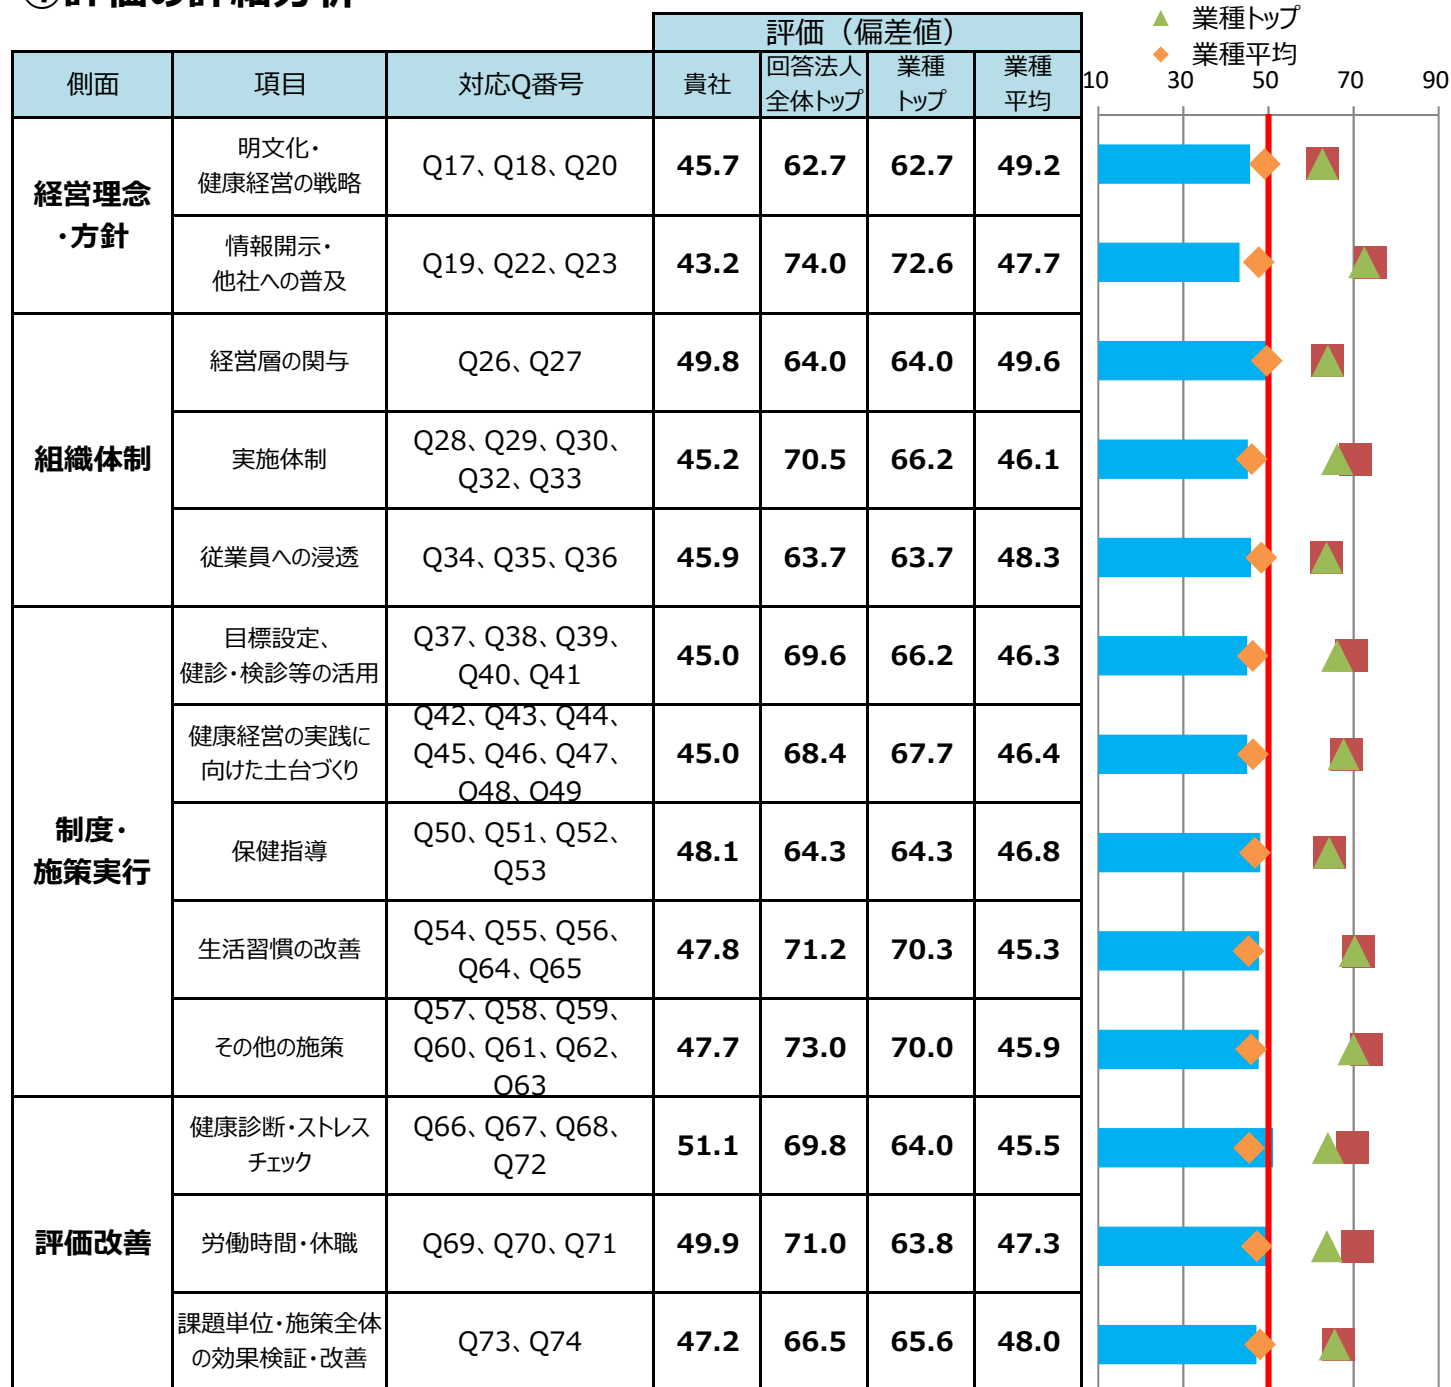 ①評価の詳細分析
▲ 業種トップ
◆ 業種平均
評価（偏差値）
側面 項目 対応Q番号 貴社 回答法人 業種 業種
全体トップ トップ 平均
10 30 50 70 90
経営理念
・方針
明文化・
健康経営の戦略
Q17、Q18、Q20 45.7 62.7 62.7 49.2
情報開示・
他社への普及
Q19、Q22、Q23 43.2 74.0 72.6 47.7
組織体制
経営層の関与 Q26、Q27 49.8 64.0 64.0 49.6
実施体制
Q28、Q29、Q30、
Q32、Q33
45.2 70.5 66.2 46.1
従業員への浸透 Q34、Q35、Q36 45.9 63.7 63.7 48.3
制度・
施策実行
目標設定、
健診・検診等の活用
Q37、Q38、Q39、
Q40、Q41
45.0 69.6 66.2 46.3
健康経営の実践に
向けた土台づくり
Q42、Q43、Q44、
Q45、Q46、Q47、
Q48、Q49
45.0 68.4 67.7 46.4
保健指導
Q50、Q51、Q52、
Q53
48.1 64.3 64.3 46.8
生活習慣の改善
Q54、Q55、Q56、
Q64、Q65
47.8 71.2 70.3 45.3
その他の施策
Q57、Q58、Q59、
Q60、Q61、Q62、
Q63
47.7 73.0 70.0 45.9
評価改善
健康診断・ストレス
チェック
Q66、Q67、Q68、
Q72
51.1 69.8 64.0 45.5
労働時間・休職 Q69、Q70、Q71 49.9 71.0 63.8 47.3
課題単位・施策全体
の効果検証・改善
Q73、Q74 47.2 66.5 65.6 48.0